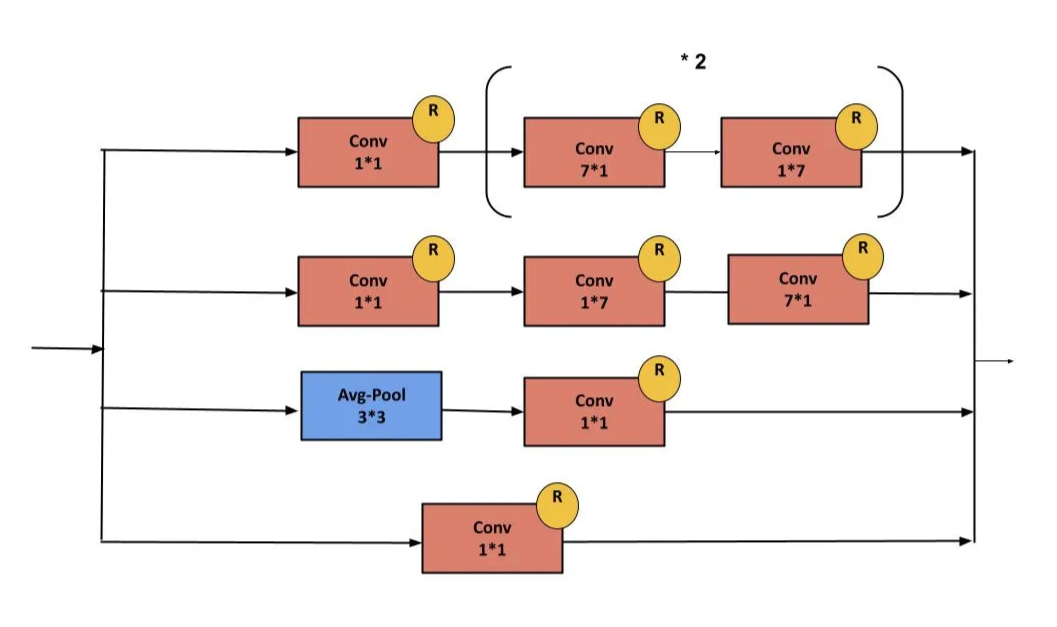 * 2
R
R
R
Conv
1*1
Conv
7*1
Conv
1*7
R
R
R
Conv
1*1
Conv
1*7
Conv
7*1
R
Avg-Pool
3*3
Conv
1*1
R
Conv
1*1